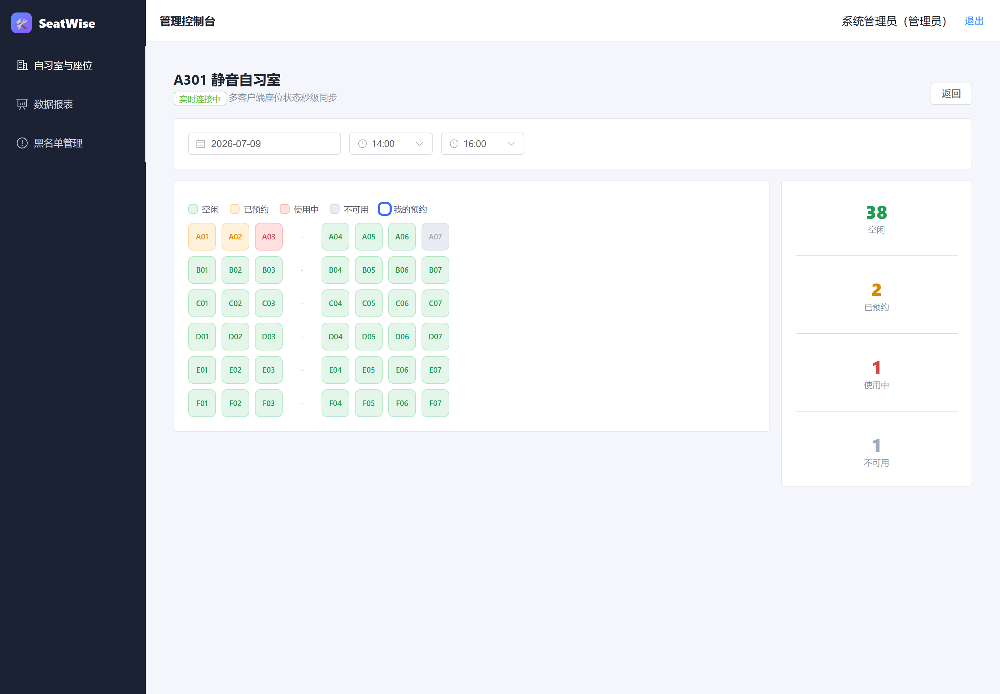 SeatWise
自习室与座位
数据报表
黑名单管理
管理控制台
系统管理员（管理员）
退出
A301 静音自习室
实时连接中 多客户端座位状态秒级同步
返回
2026-07-09 14:00 16:00
空闲 已预约 使用中 不可用 我的预约
A01 A02 A03 · A04 A05 A06 A07
B01 B02 B03 · B04 B05 B06 B07
C01 C02 C03 · C04 C05 C06 C07
D01 D02 D03 · D04 D05 D06 D07
E01 E02 E03 · E04 E05 E06 E07
F01 F02 F03 · F04 F05 F06 F07
38
空闲
2
已预约
1
使用中
1
不可用